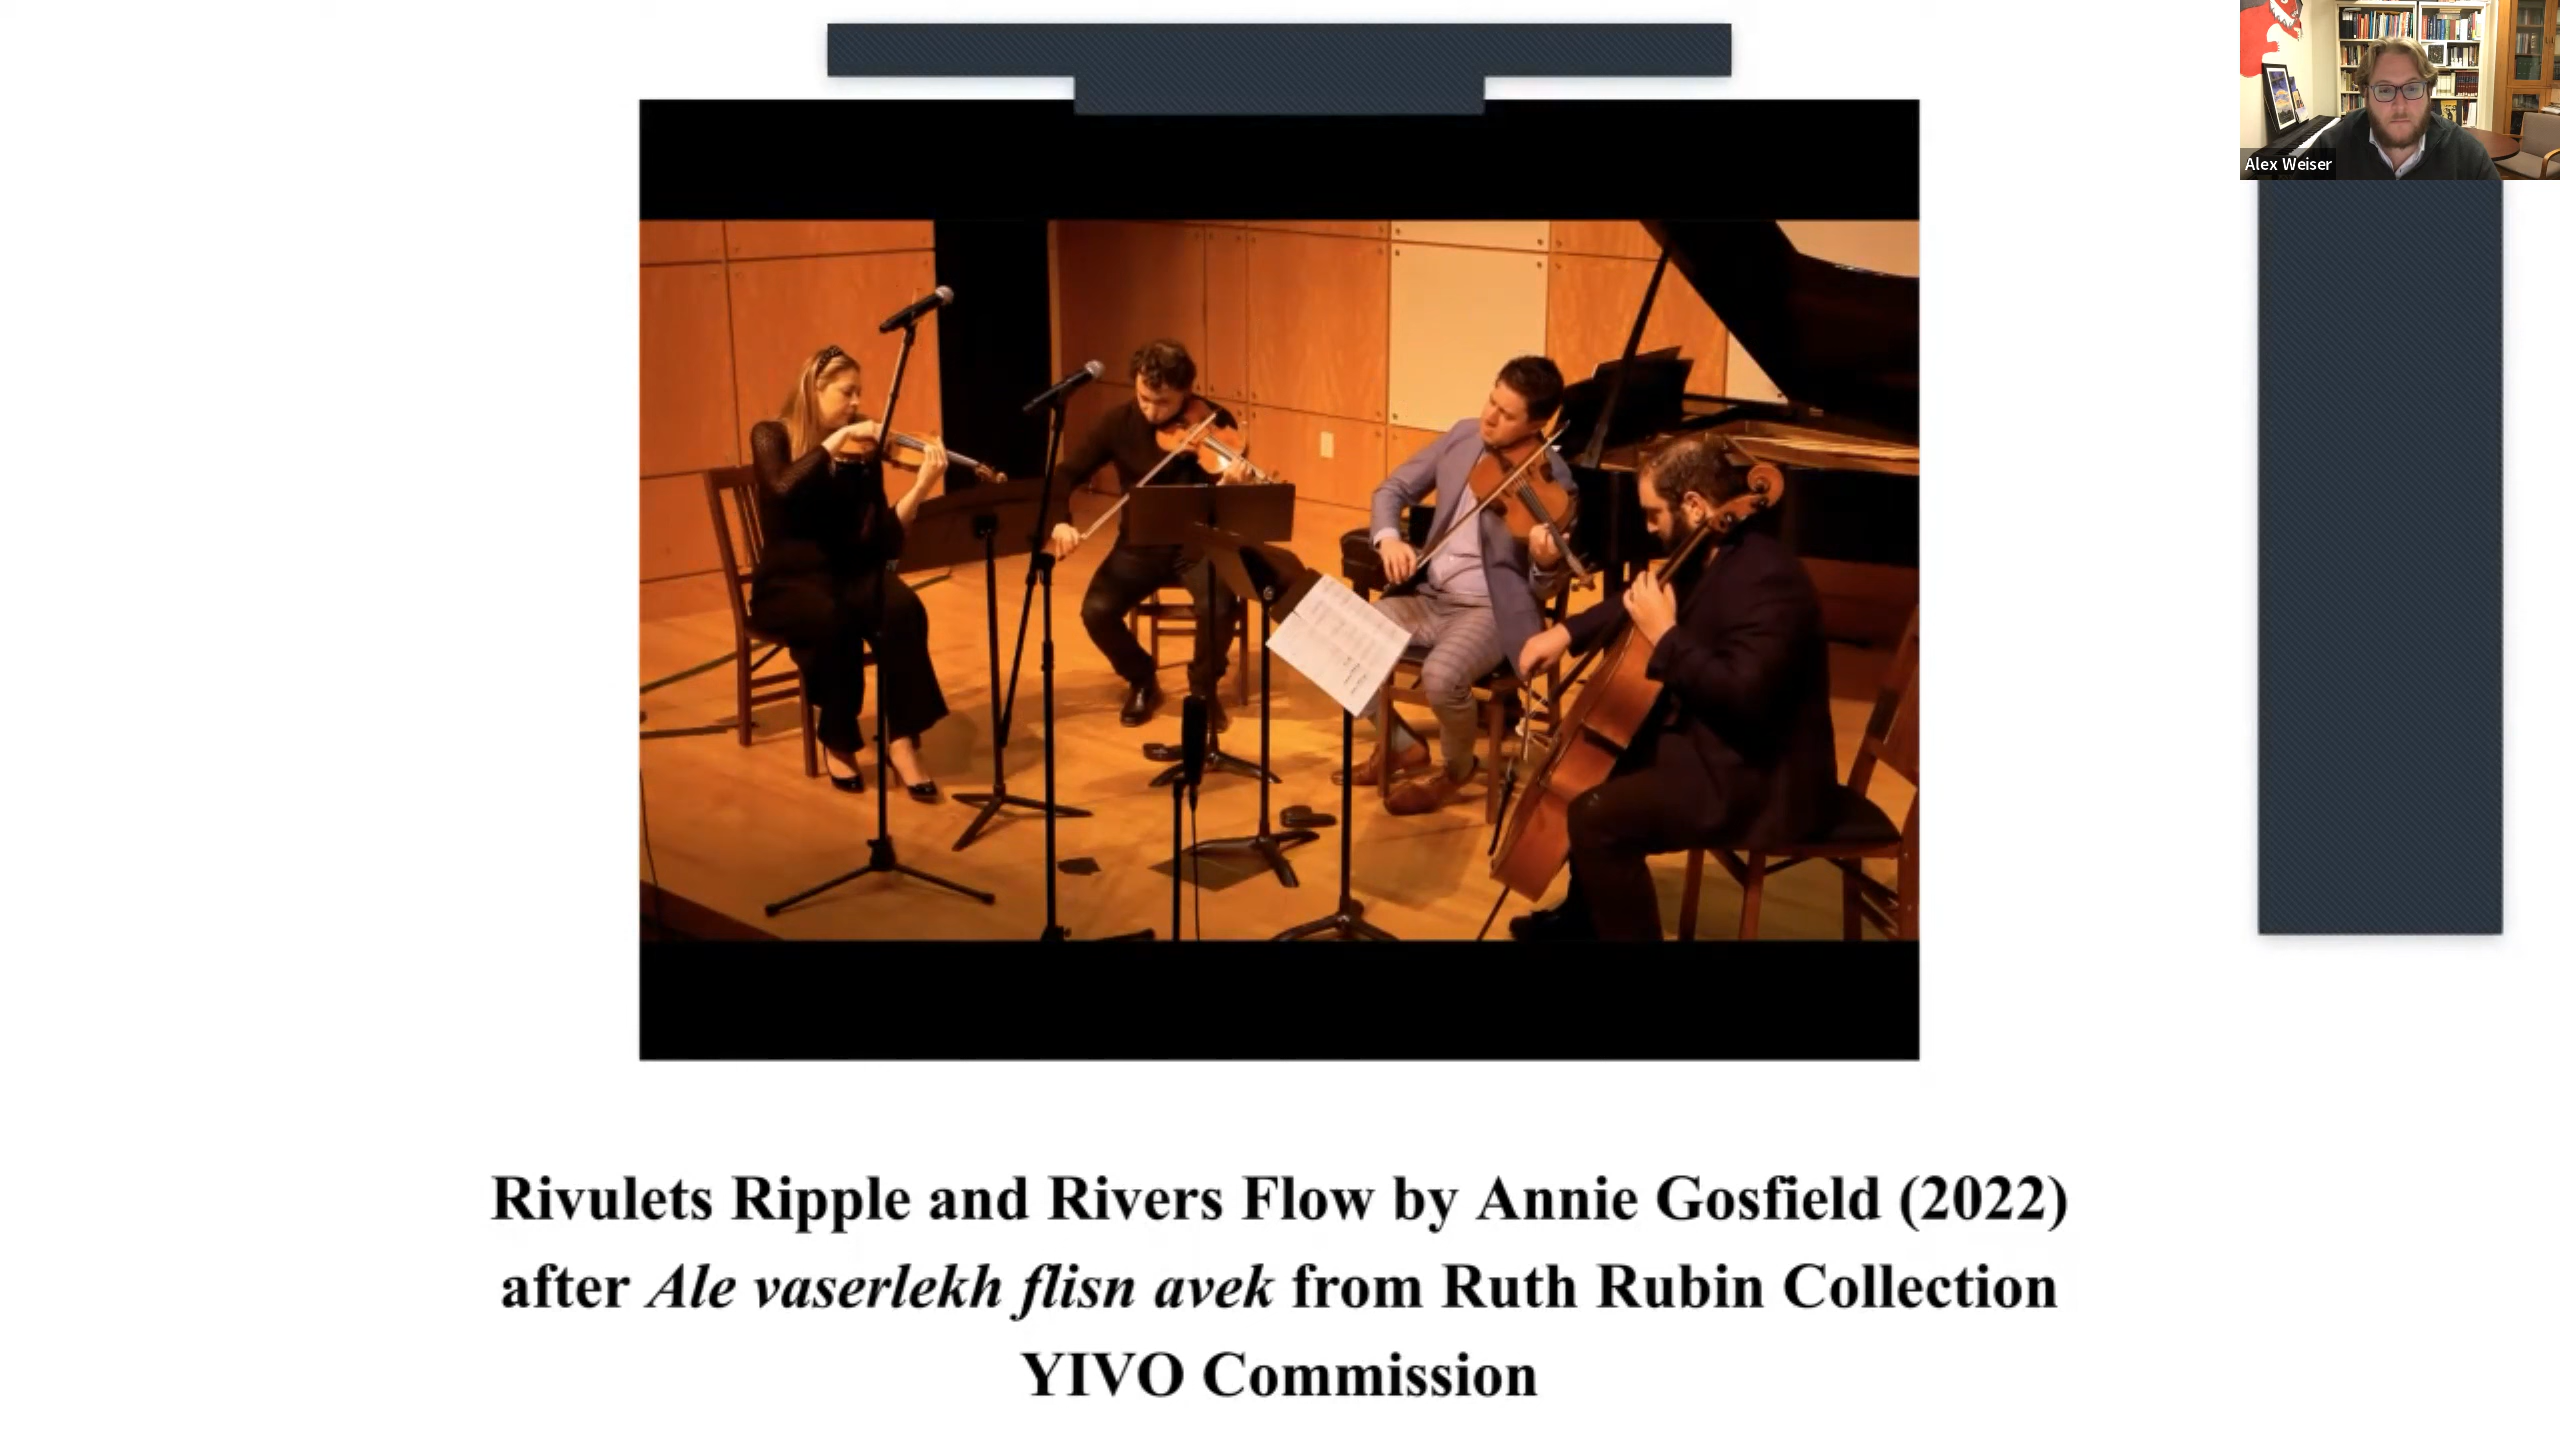 Alex Weiser
Rivulets Ripple and Rivers Flow by Annie Gosfield (2022)
after Ale vaserlekh flisn avek from Ruth Rubin Collection
YIVO Commission